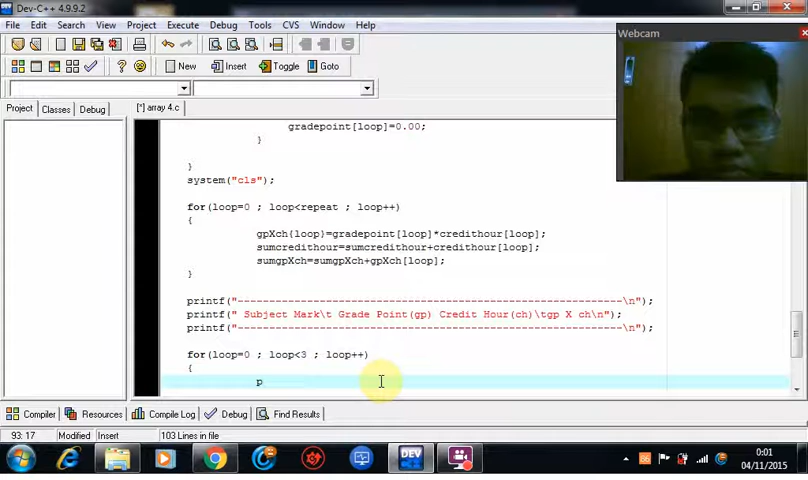 Dev-C++ 4.9.9.2
File Edit Search View Project Execute Debug Tools CVS Window Help
New Insert Toggle Goto
Project Classes Debug [*] array 4.c
Webcam
gradepoint[loop]=0.00;
}
}
system("cls");
for(loop=0 ; loop<repeat ; loop++)
{
gpXch{loop}=gradepoint[loop]*credithour[loop];
sumcredithour=sumcredithour+credithour[loop];
sumgpXch=sumgpXch+gpXch[loop];
}
printf("-------------------------------------------------------------\n");
printf(" Subject Mark\t Grade Point(gp) Credit Hour(ch)\tgp X ch\n");
printf("-------------------------------------------------------------\n");
for(loop=0 ; loop<3 ; loop++)
{
p
Compiler Resources Compile Log Debug Find Results
93: 17 Modified Insert 103 Lines in file
DEV
0:01
04/11/2015